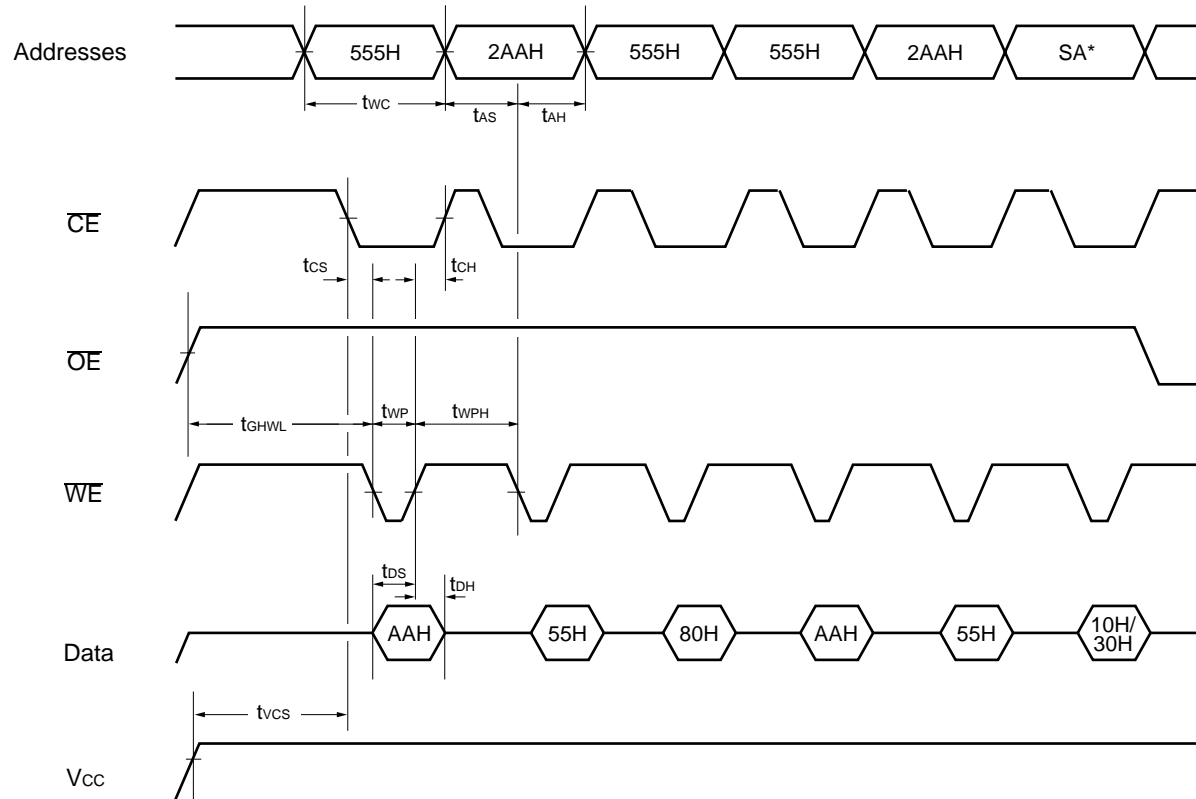 Addresses 555H 2AAH 555H 555H 2AAH SA*
tWC tAS tAH
CE
tCS tCH
OE
tGHWL tWP tWPH
WE
tDS tDH
Data AAH 55H 80H AAH 55H 10H/
30H
tVCS
VCC